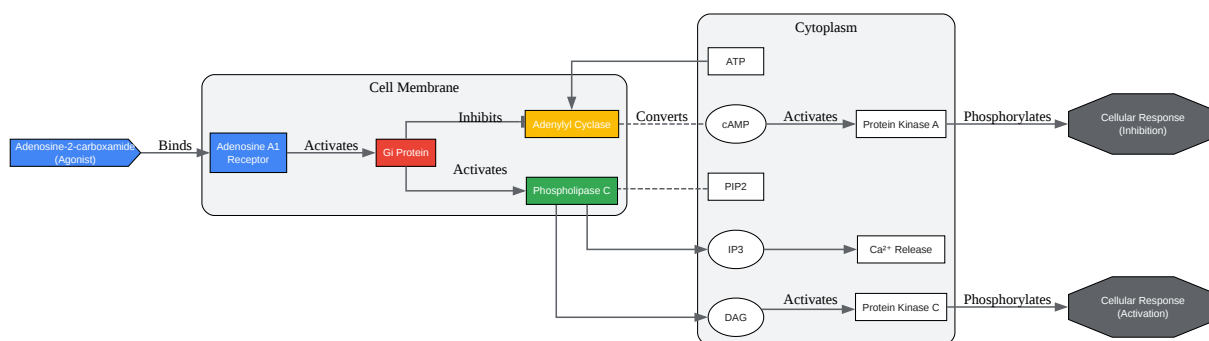 Cytoplasm
ATP
Cell Membrane
Inhibits
Adenylyl Cyclase
Converts
cAMP
Activates
Protein Kinase A
Phosphorylates
Cellular Response
(Inhibition)
Adenosine-2-carboxamide
(Agonist)
Binds
Adenosine A1
Receptor
Activates
Gi Protein
Activates
Phospholipase C
PIP2
IP3
Ca²⁺ Release
DAG
Activates
Protein Kinase C
Phosphorylates
Cellular Response
(Activation)